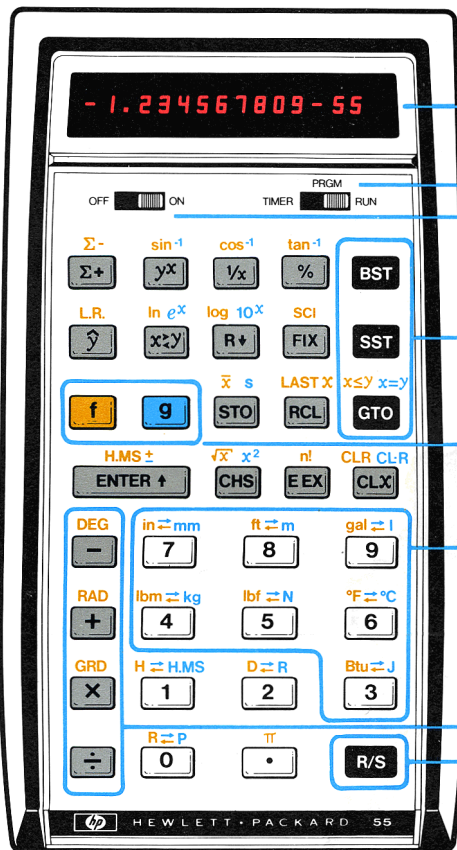 -1.234567809-55
PRGM
OFF ON TIMER RUN
Σ- sin⁻¹ cos⁻¹ tan⁻¹
Σ+ yˣ 1/x % BST
L.R. ln eˣ log 10ˣ SCI
ŷ x≷y R↓ FIX SST
x̄ s LAST X x≤y x=y
f g STO RCL GTO
H.MS ± √x x² n! CLR CL·R
ENTER ↑ CHS E EX CLX
DEG in⇄mm ft⇄m gal⇄l
− 7 8 9
RAD lbm⇄kg lbf⇄N °F⇄°C
+ 4 5 6
GRD H⇄H.MS D⇄R Btu⇄J
× 1 2 3
R⇄P π
÷ 0 . R/S
hp HEWLETT·PACKARD 55